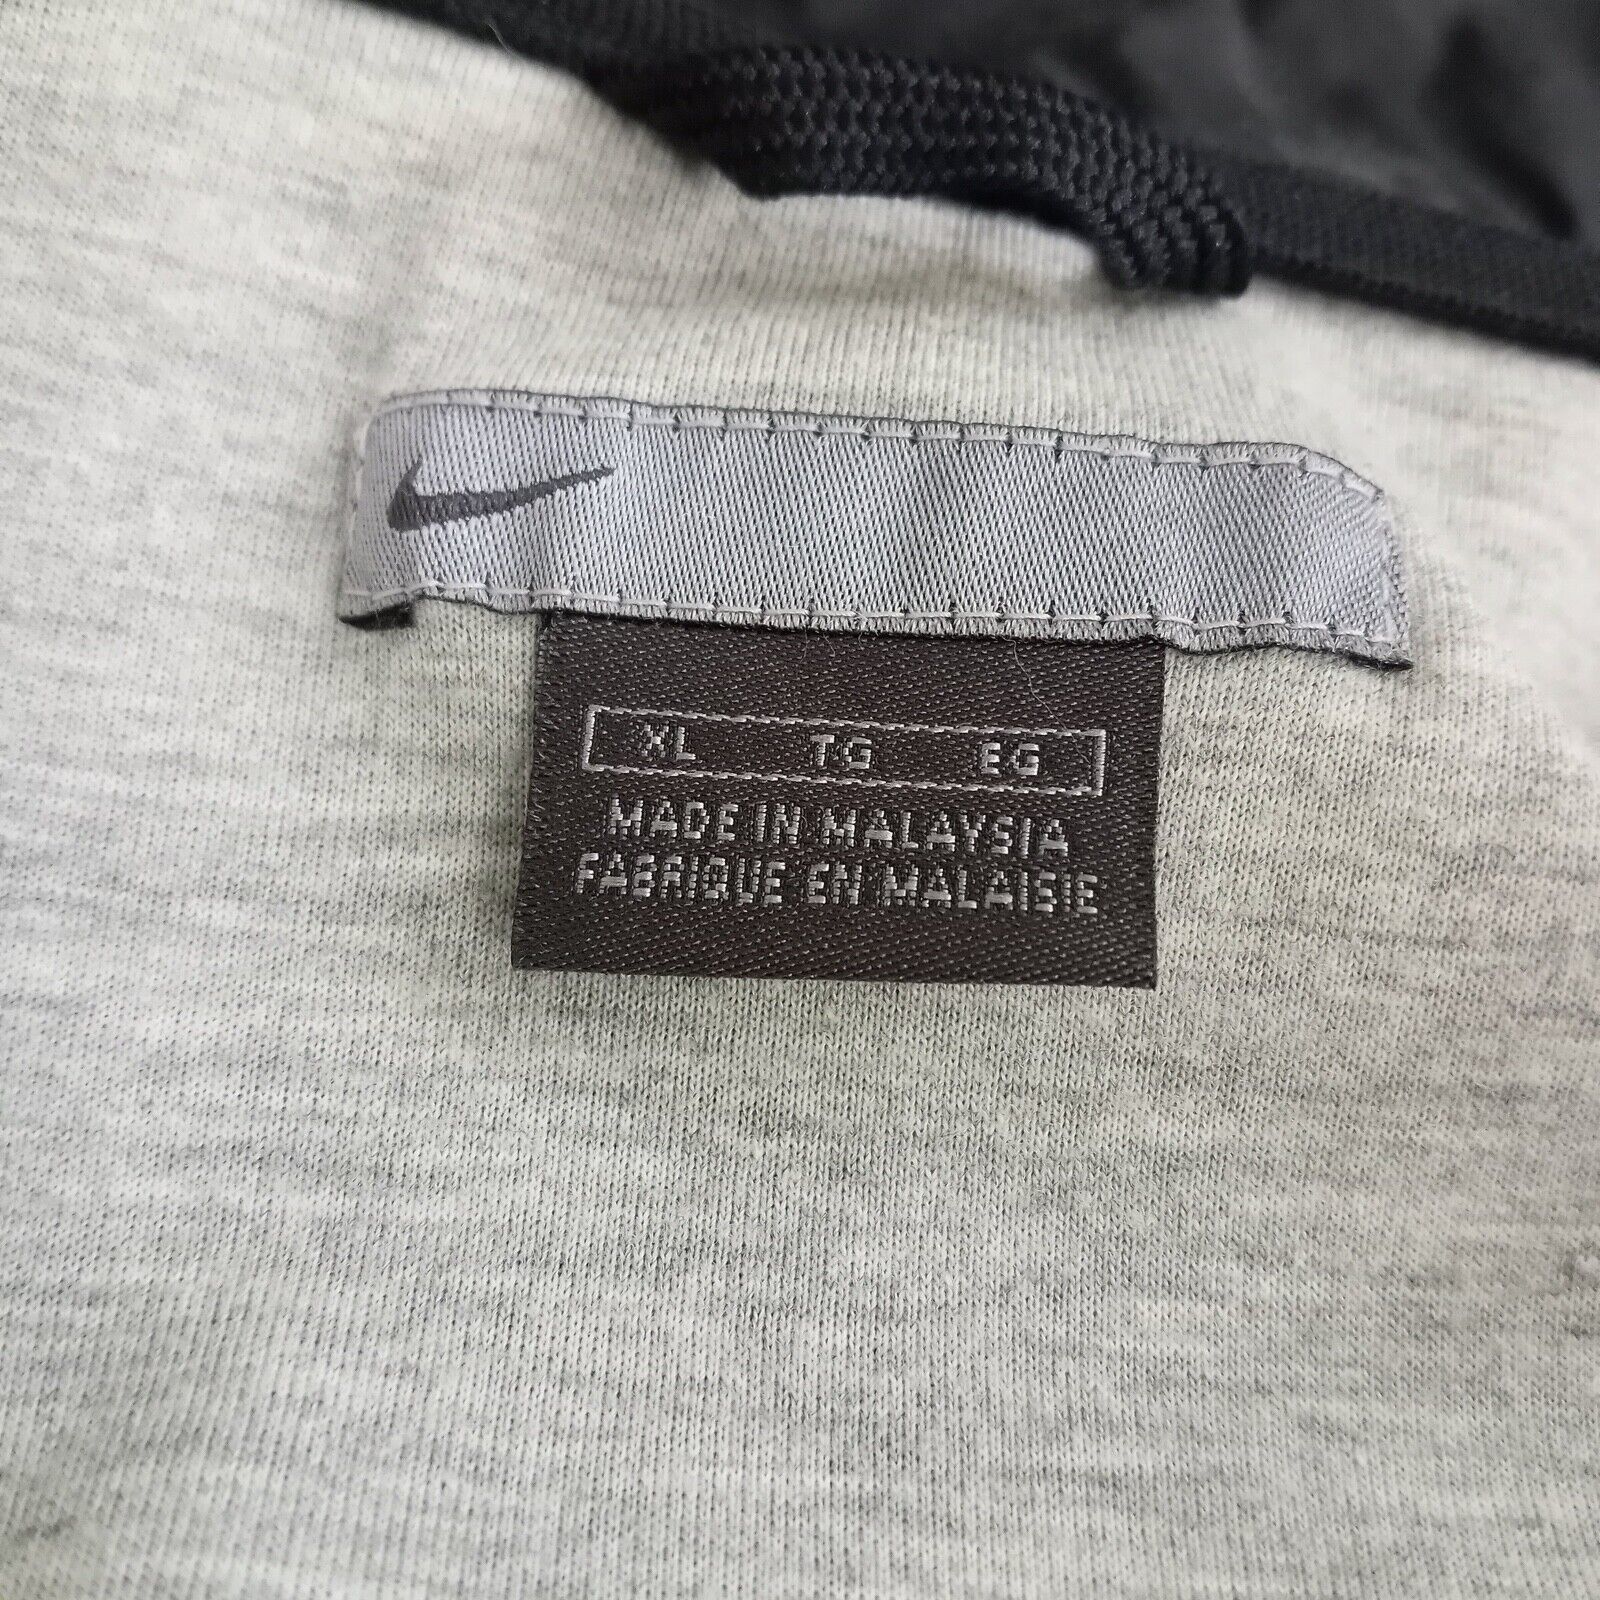 XL TG EG
MADE IN MALAYSIA
FABRIQUE EN MALAISIE